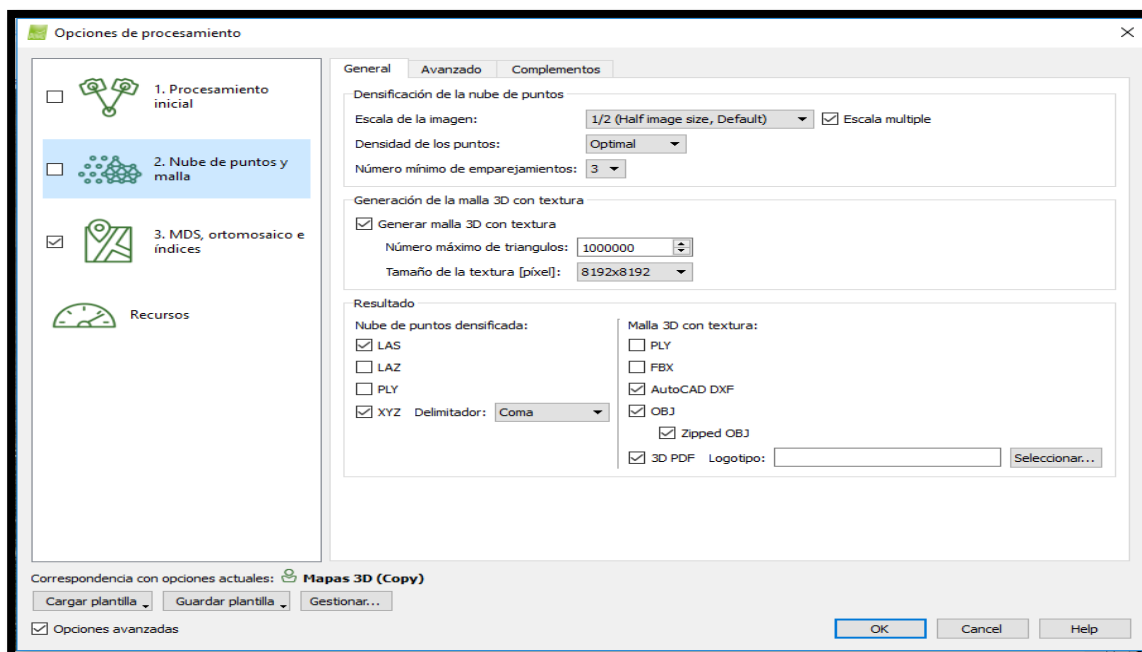 Opciones de procesamiento
1. Procesamiento
inicial
2. Nube de puntos y
malla
3. MDS, ortomosaico e
índices
Recursos
General Avanzado Complementos
Densificación de la nube de puntos
Escala de la imagen: 1/2 (Half image size, Default) Escala multiple
Densidad de los puntos: Optimal
Número mínimo de emparejamientos: 3
Generación de la malla 3D con textura
Generar malla 3D con textura
Número máximo de triangulos: 1000000
Tamaño de la textura [píxel]: 8192x8192
Resultado
Nube de puntos densificada:
LAS
LAZ
PLY
XYZ Delimitador: Coma
Malla 3D con textura:
PLY
FBX
AutoCAD DXF
OBJ
Zipped OBJ
3D PDF Logotipo: Seleccionar...
Correspondencia con opciones actuales: Mapas 3D (Copy)
Cargar plantilla Guardar plantilla Gestionar...
Opciones avanzadas
OK Cancel Help